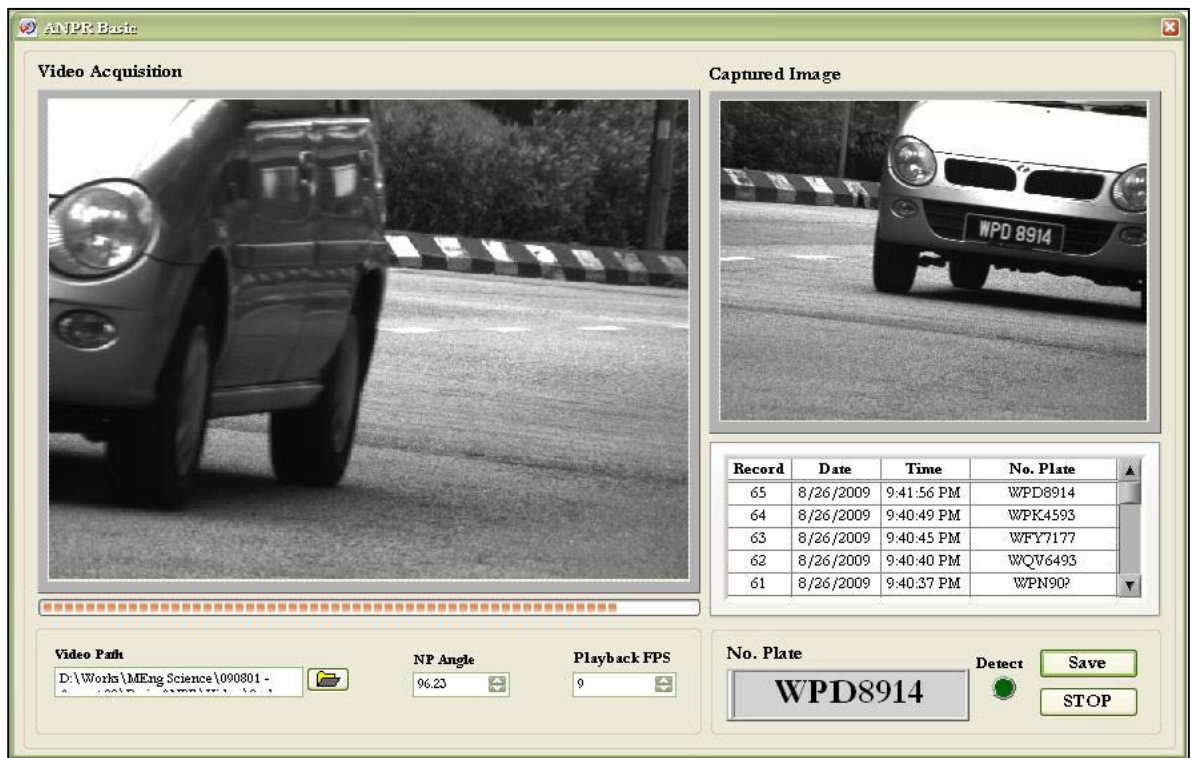 ANPR Basic
Video Acquisition
Captured Image
WPD 8914
Record Date Time No. Plate
65 8/26/2009 9:41:56 PM WPD8914
64 8/26/2009 9:40:49 PM WPK4593
63 8/26/2009 9:40:45 PM WFY7177
62 8/26/2009 9:40:40 PM WQV6493
61 8/26/2009 9:40:37 PM WPN90?
Video Path
D:\Works\MEng Science\090801 -
NP Angle
96.23
Playback FPS
9
No. Plate
WPD8914
Detect
Save
STOP